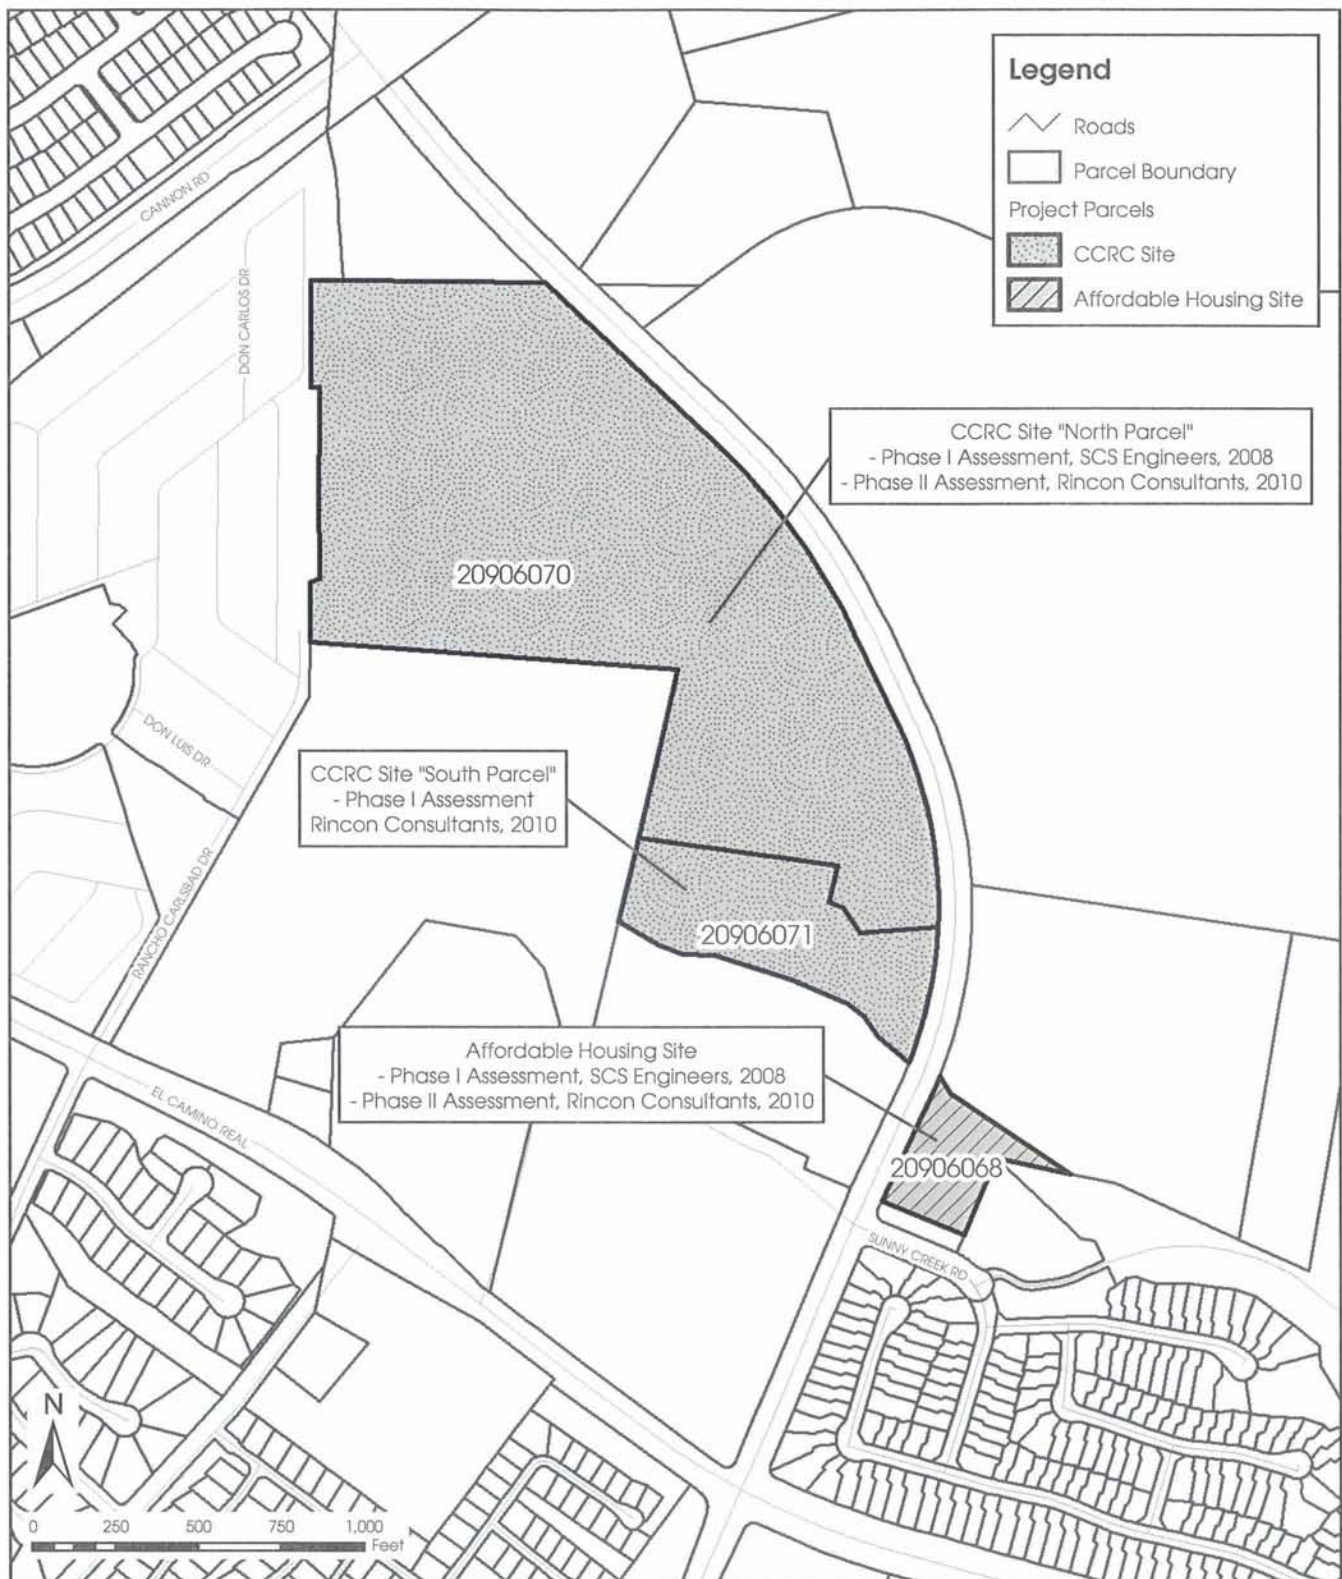 Legend
Roads
Parcel Boundary
Project Parcels
CCRC Site
Affordable Housing Site
CANNON RD
DON CARLOS DR
CCRC Site "North Parcel"
- Phase I Assessment, SCS Engineers, 2008
- Phase II Assessment, Rincon Consultants, 2010
20906070
DON LUIS DR
CCRC Site "South Parcel"
- Phase I Assessment
Rincon Consultants, 2010
RANCHO CARLSBAD DR
20906071
Affordable Housing Site
- Phase I Assessment, SCS Engineers, 2008
- Phase II Assessment, Rincon Consultants, 2010
EL CAMINO REAL
20906068
SUNNY CREEK RD
N
0 250 500 750 1,000
Feet